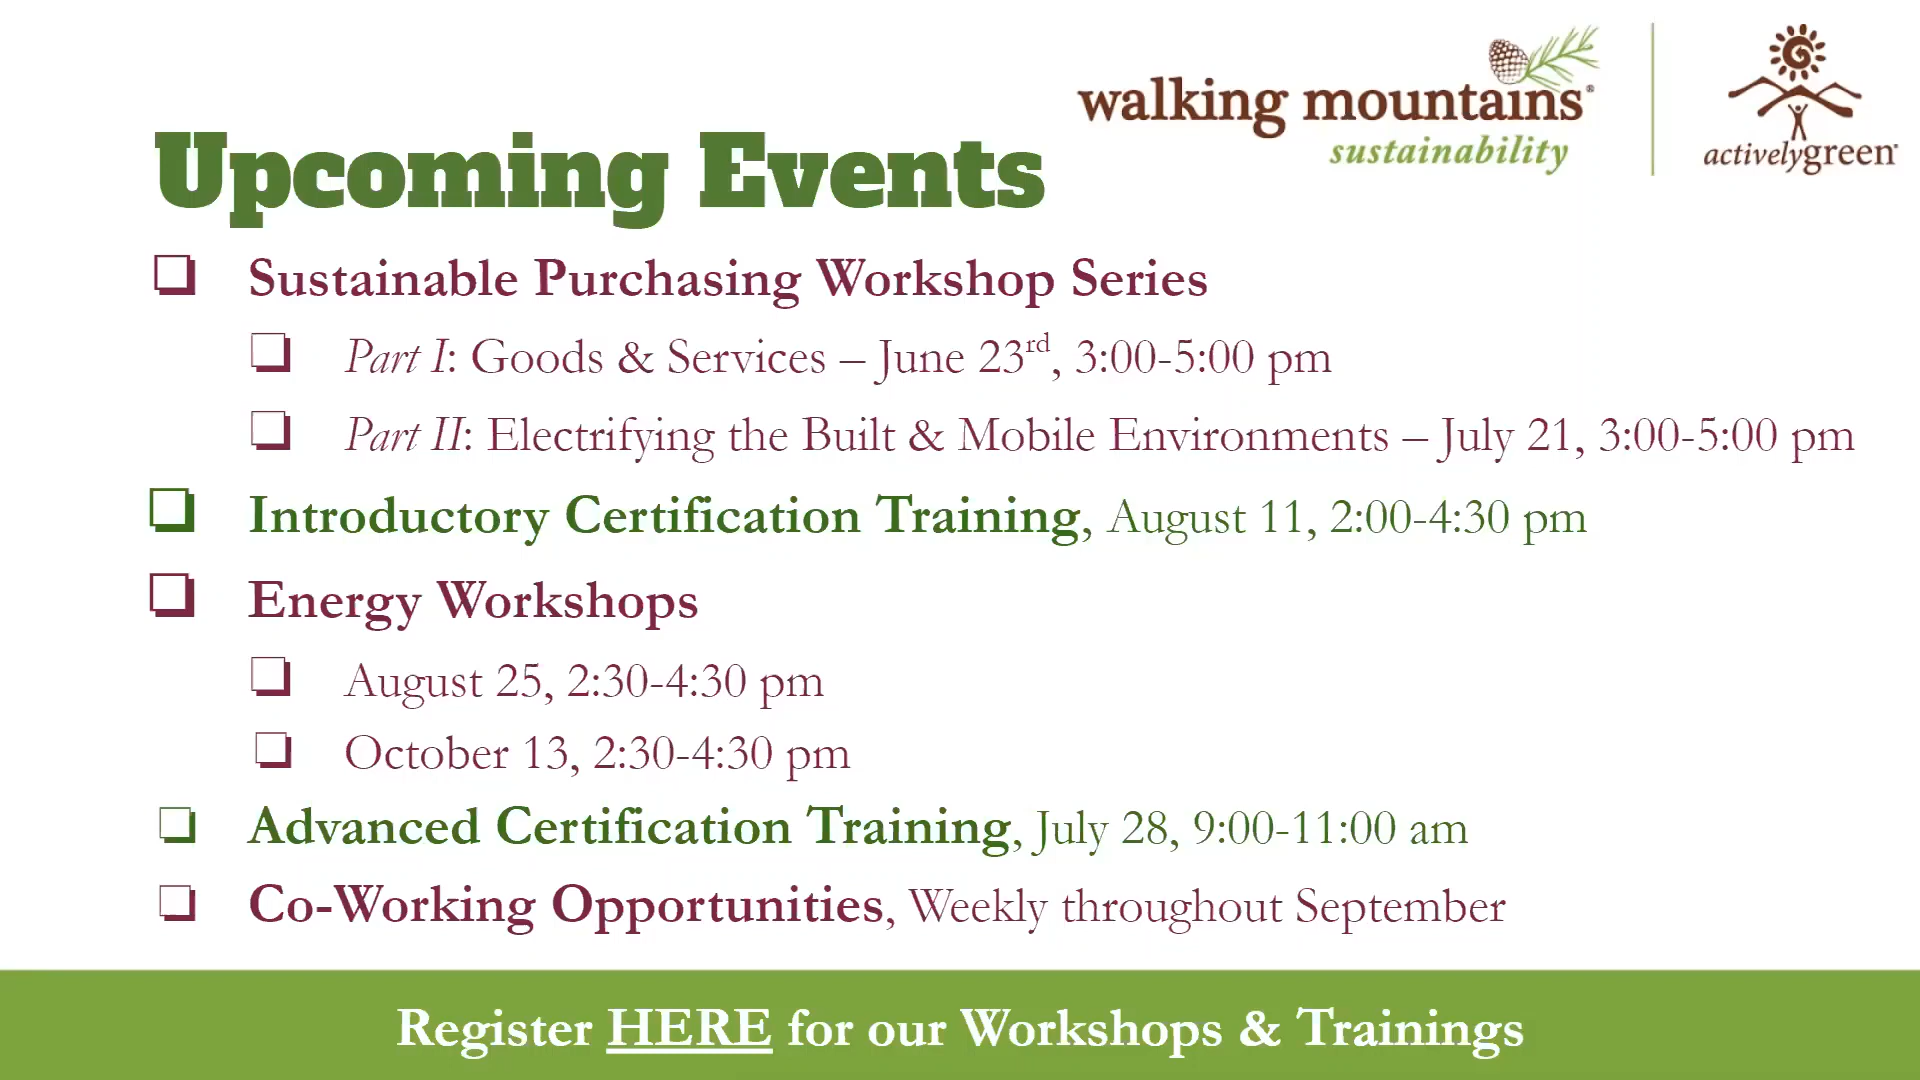 walking mountains®
sustainability
activelygreen®
Upcoming Events
❏ Sustainable Purchasing Workshop Series
❏ Part I: Goods & Services – June 23rd, 3:00-5:00 pm
❏ Part II: Electrifying the Built & Mobile Environments – July 21, 3:00-5:00 pm
❏ Introductory Certification Training, August 11, 2:00-4:30 pm
❏ Energy Workshops
❏ August 25, 2:30-4:30 pm
❏ October 13, 2:30-4:30 pm
❏ Advanced Certification Training, July 28, 9:00-11:00 am
❏ Co-Working Opportunities, Weekly throughout September
Register HERE for our Workshops & Trainings